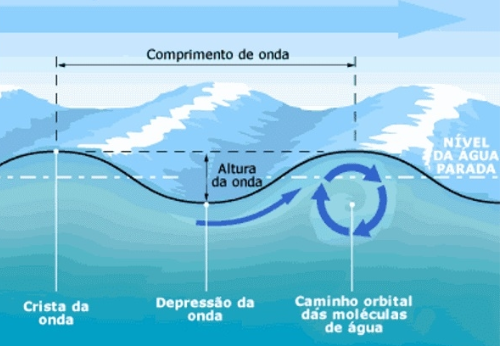 Comprimento de onda
NÍVEL
DA ÁGUA
PARADA
Altura
da onda
Crista da
onda
Depressão da
onda
Caminho orbital
das moléculas
de água